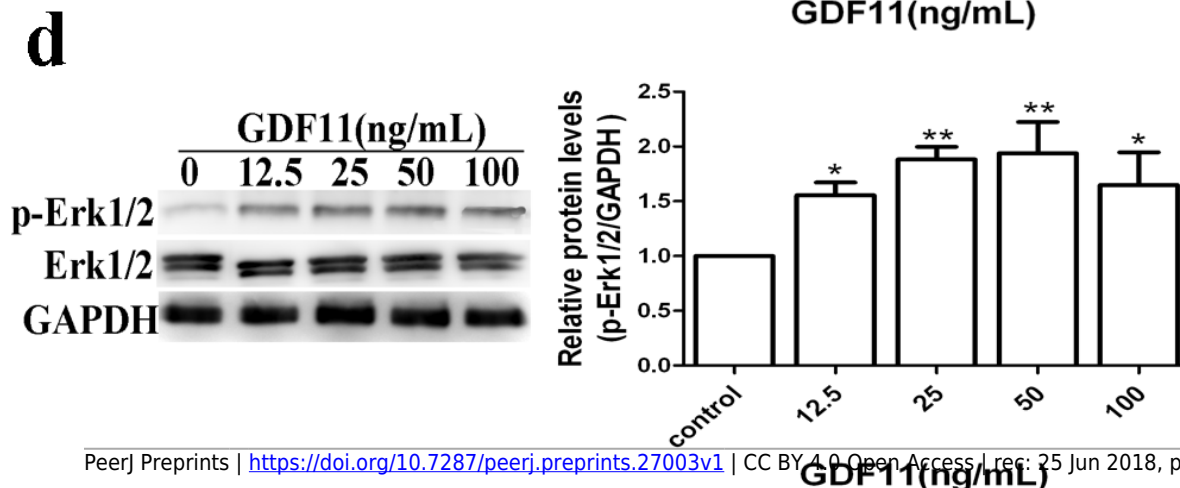 GDF11(ng/mL)
d
GDF11(ng/mL)
0 12.5 25 50 100
p-Erk1/2
Erk1/2
GAPDH
Relative protein levels
(p-Erk1/2/GAPDH )
2.5
2.0
1.5
1.0
0.5
0.0
*
**
**
*
control 12.5 25 50 100
GDF11(ng/mL)
PeerJ Preprints | https://doi.org/10.7287/peerj.preprints.27003v1 | CC BY 4.0 Open Access | rec: 25 Jun 2018, p